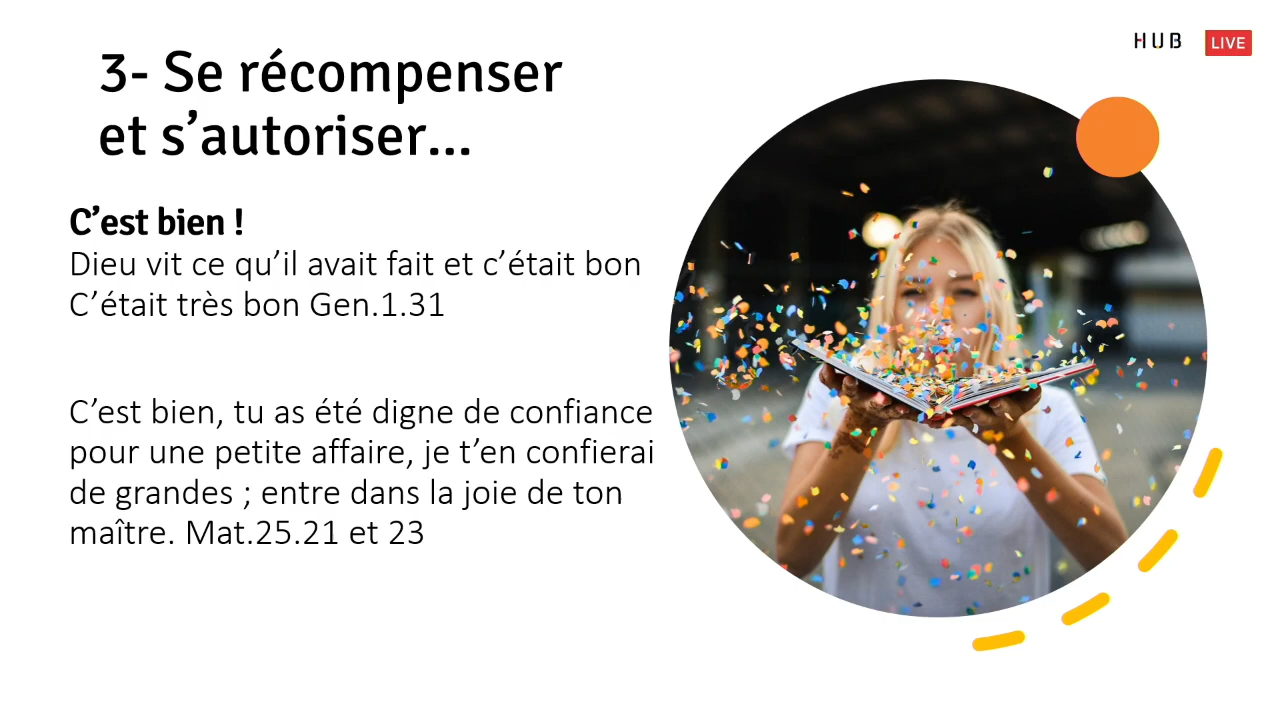 HUB LIVE
3- Se récompenser
et s’autoriser...
C’est bien !
Dieu vit ce qu’il avait fait et c’était bon
C’était très bon Gen.1.31
C’est bien, tu as été digne de confiance
pour une petite affaire, je t’en confierai
de grandes ; entre dans la joie de ton
maître. Mat.25.21 et 23